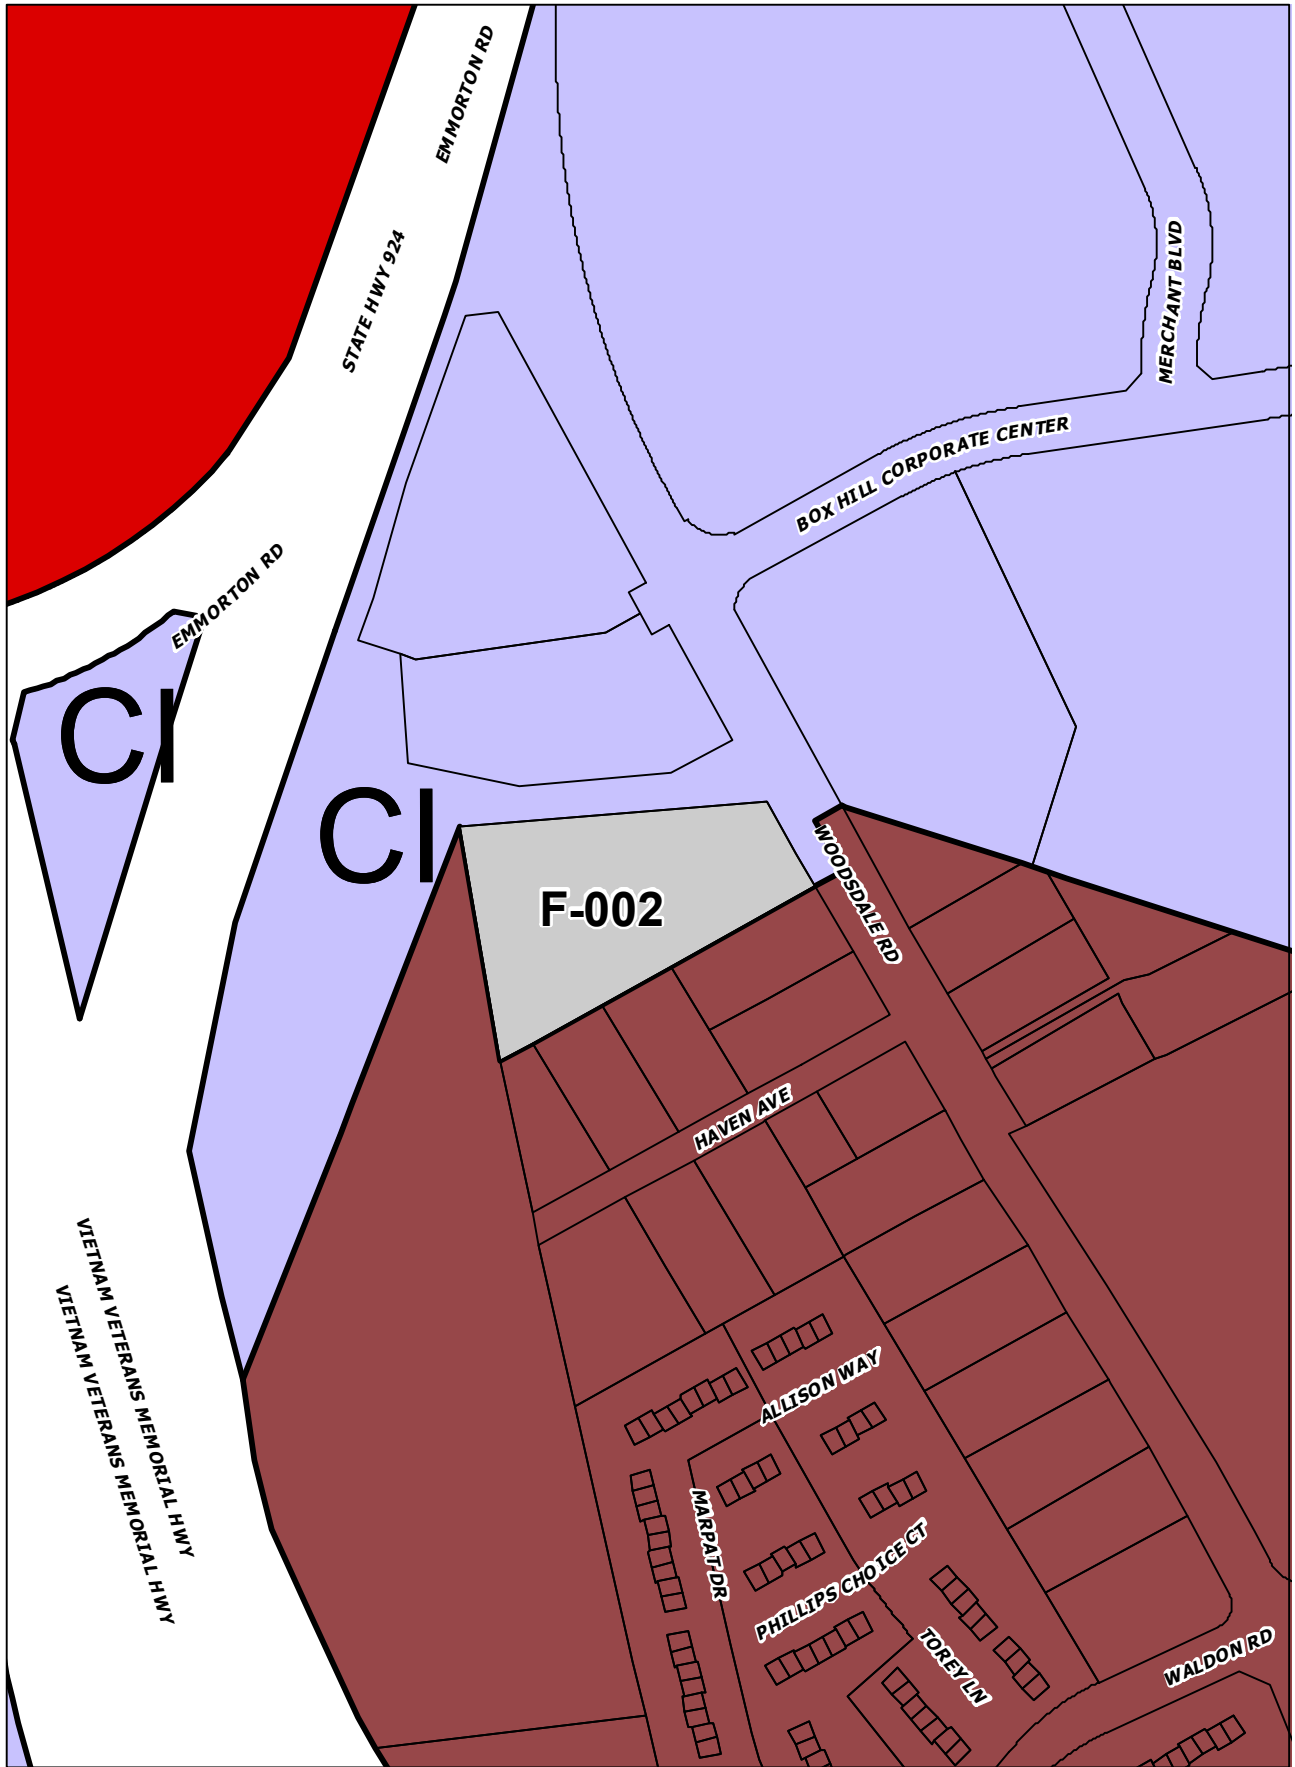 EMMORTON RD
STATE HWY 924
MERCHANT BLVD
BOX HILL CORPORATE CENTER
EMMORTON RD
CI
CI
WOODSDALE RD
F-002
HAVEN AVE
VIETNAM VETERANS MEMORIAL HWY
VIETNAM VETERANS MEMORIAL HWY
ALLISON WAY
MARPAT DR
PHILLIPS CHOICE CT
TOREY LN
WALDON RD